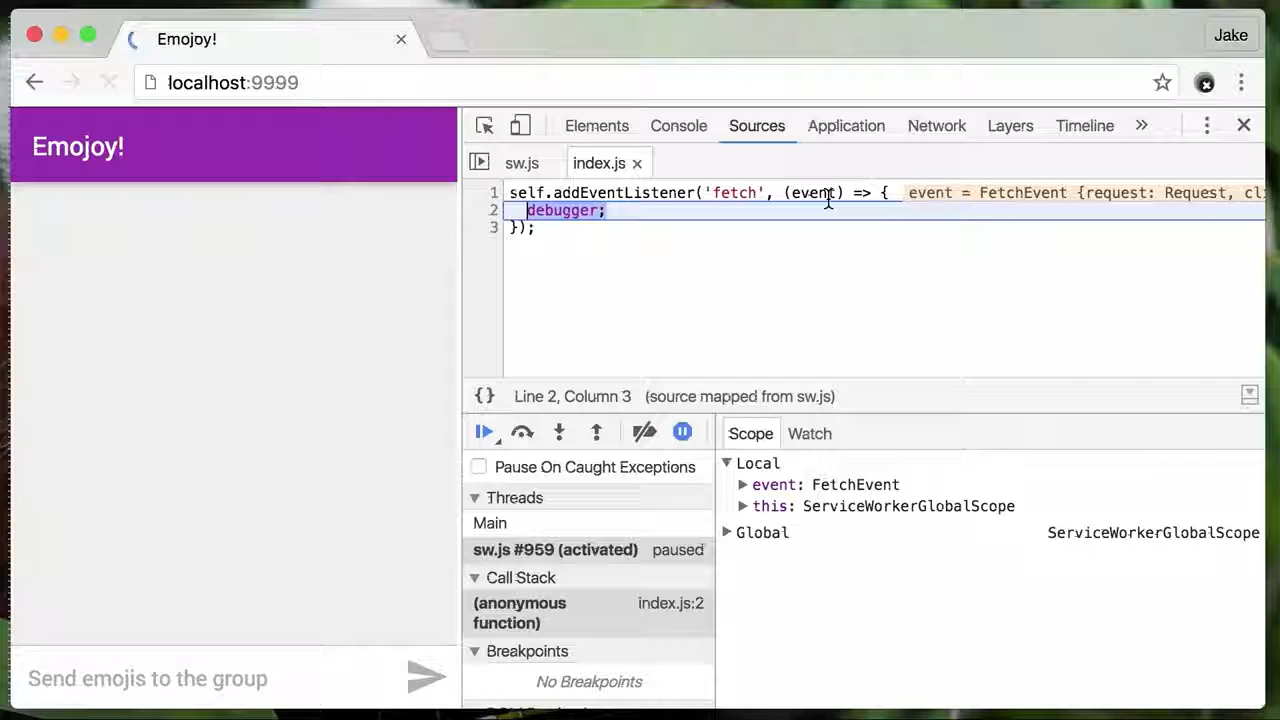 Emojoy!
Jake
localhost:9999
Emojoy!
Elements Console Sources Application Network Layers Timeline »
sw.js index.js
1 self.addEventListener('fetch', (event) => { event = FetchEvent {request: Request, cli
2 debugger;
3 });
{} Line 2, Column 3 (source mapped from sw.js)
Scope Watch
Pause On Caught Exceptions
Threads
Main
sw.js #959 (activated) paused
Call Stack
(anonymous function) index.js:2
Breakpoints
No Breakpoints
Local
event: FetchEvent
this: ServiceWorkerGlobalScope
Global ServiceWorkerGlobalScope
Send emojis to the group